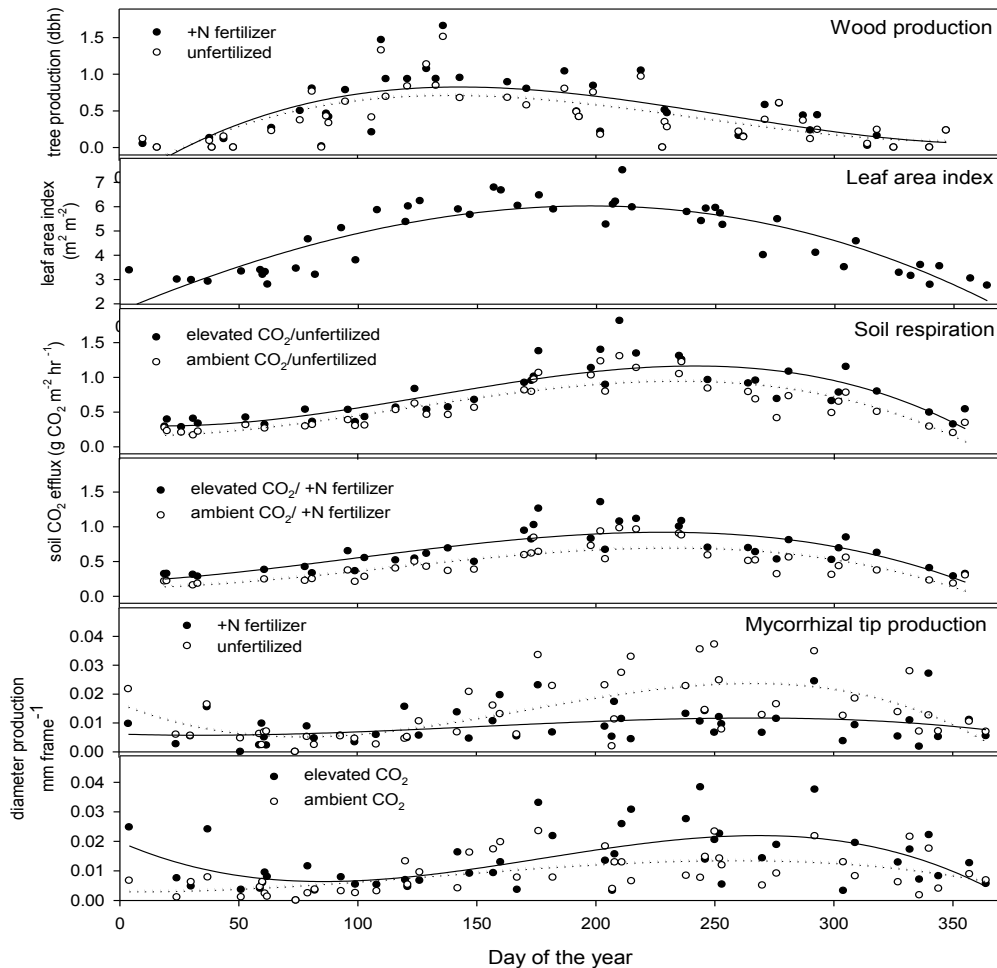 tree production (dbh)
+N fertilizer
unfertilized
Wood production
1.5
1.0
0.5
0.0
leaf area index
(m² m⁻²)
Leaf area index
7
6
5
4
3
2
soil CO₂ efflux (g CO₂ m⁻² hr⁻¹)
elevated CO₂/unfertilized
ambient CO₂/unfertilized
Soil respiration
1.5
1.0
0.5
0.0
elevated CO₂/ +N fertilizer
ambient CO₂/ +N fertilizer
1.5
1.0
0.5
0.0
diameter production
mm frame⁻¹
+N fertilizer
unfertilized
Mycorrhizal tip production
0.04
0.03
0.02
0.01
0.00
elevated CO₂
ambient CO₂
0.04
0.03
0.02
0.01
0.000
0 50 100 150 200 250 300 350
Day of the year